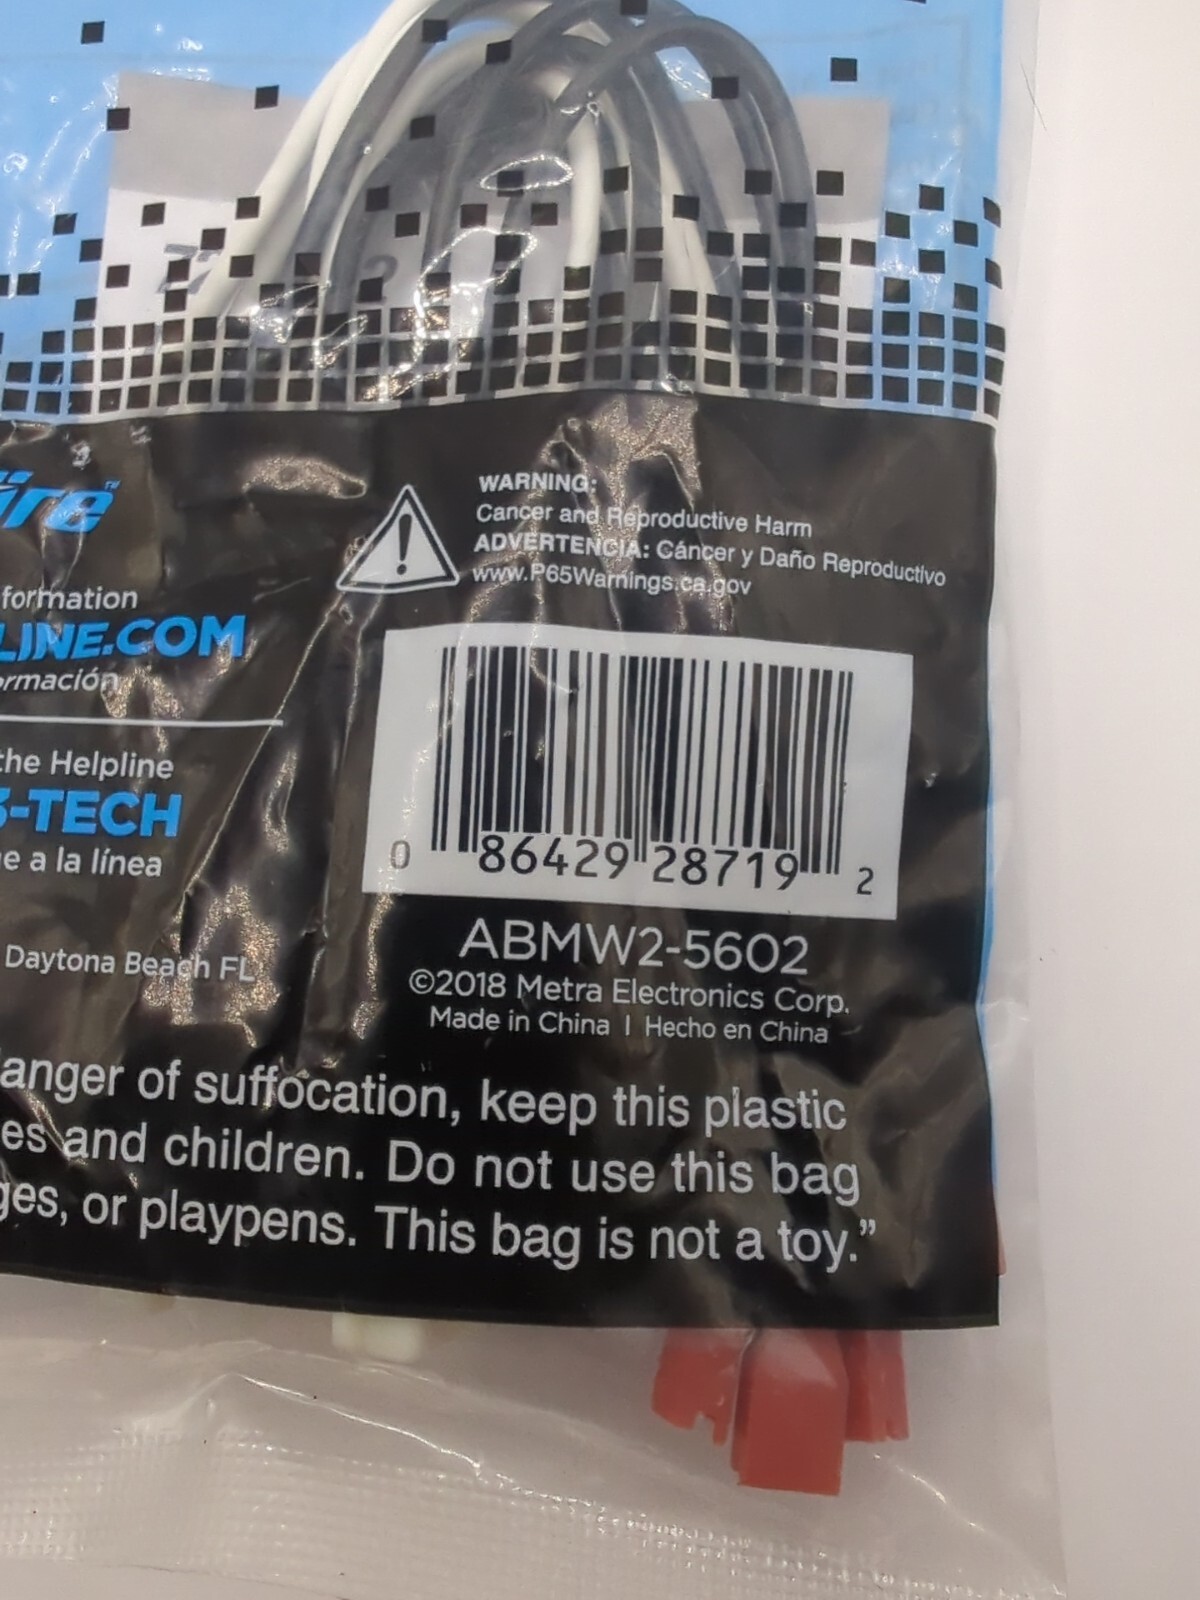 ire™
formation
LINE.COM
ormación
the Helpline
-TECH
e a la línea
Daytona Beach FL
WARNING:
Cancer and Reproductive Harm
ADVERTENCIA: Cáncer y Daño Reproductivo
www.P65Warnings.ca.gov
0 86429 28719 2
ABMW2-5602
©2018 Metra Electronics Corp.
Made in China | Hecho en China
anger of suffocation, keep this plastic
es and children. Do not use this bag
ges, or playpens. This bag is not a toy.”